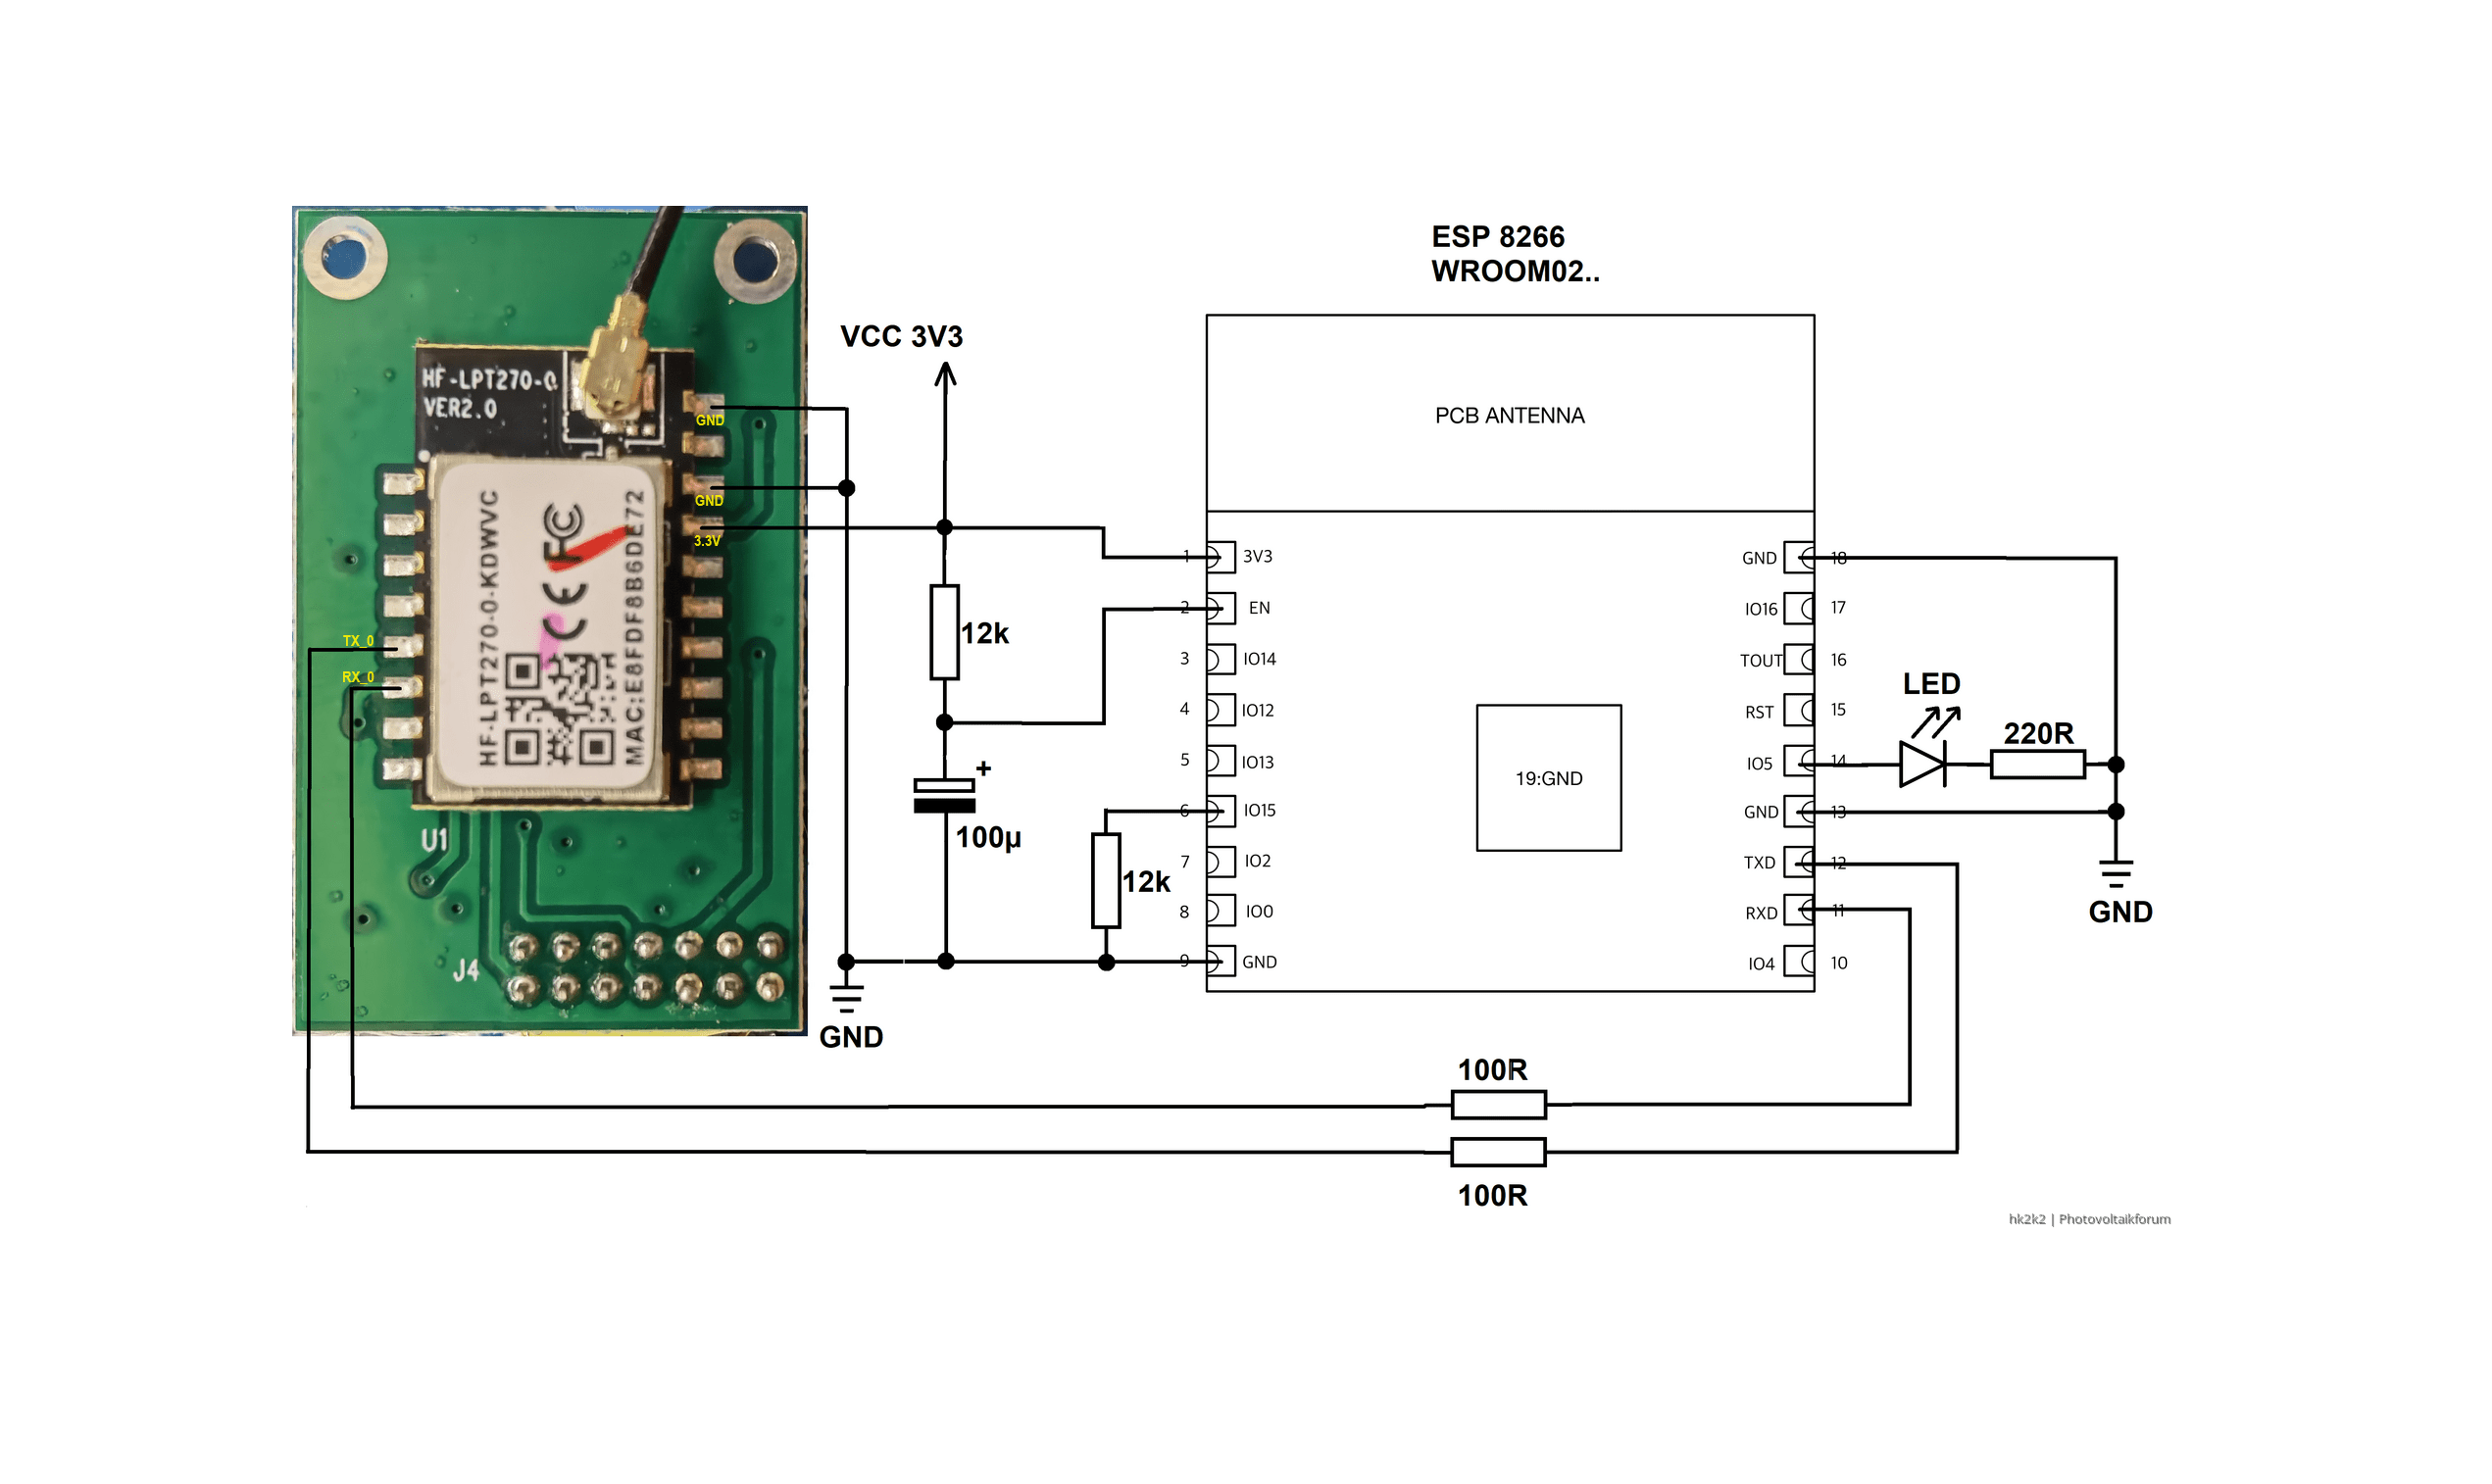 ESP 8266
WROOM02..
VCC 3V3
HF-LPT270-0
VER2.0
GND
GND
3.3V
TX_0
RX_0
HF-LPT270-0-KDWVC
CE FC
MAC:E8FDF8B6DE72
U1
J4
12k
+
100µ
12k
GND
PCB ANTENNA
1 3V3
2 EN
3 IO14
4 IO12
5 IO13
6 IO15
7 IO2
8 IO0
9 GND
19:GND
GND 18
IO16 17
TOUT 16
RST 15
IO5 14
GND 13
TXD 12
RXD 11
IO4 10
LED
220R
GND
100R
100R
hk2k2 | Photovoltaikforum